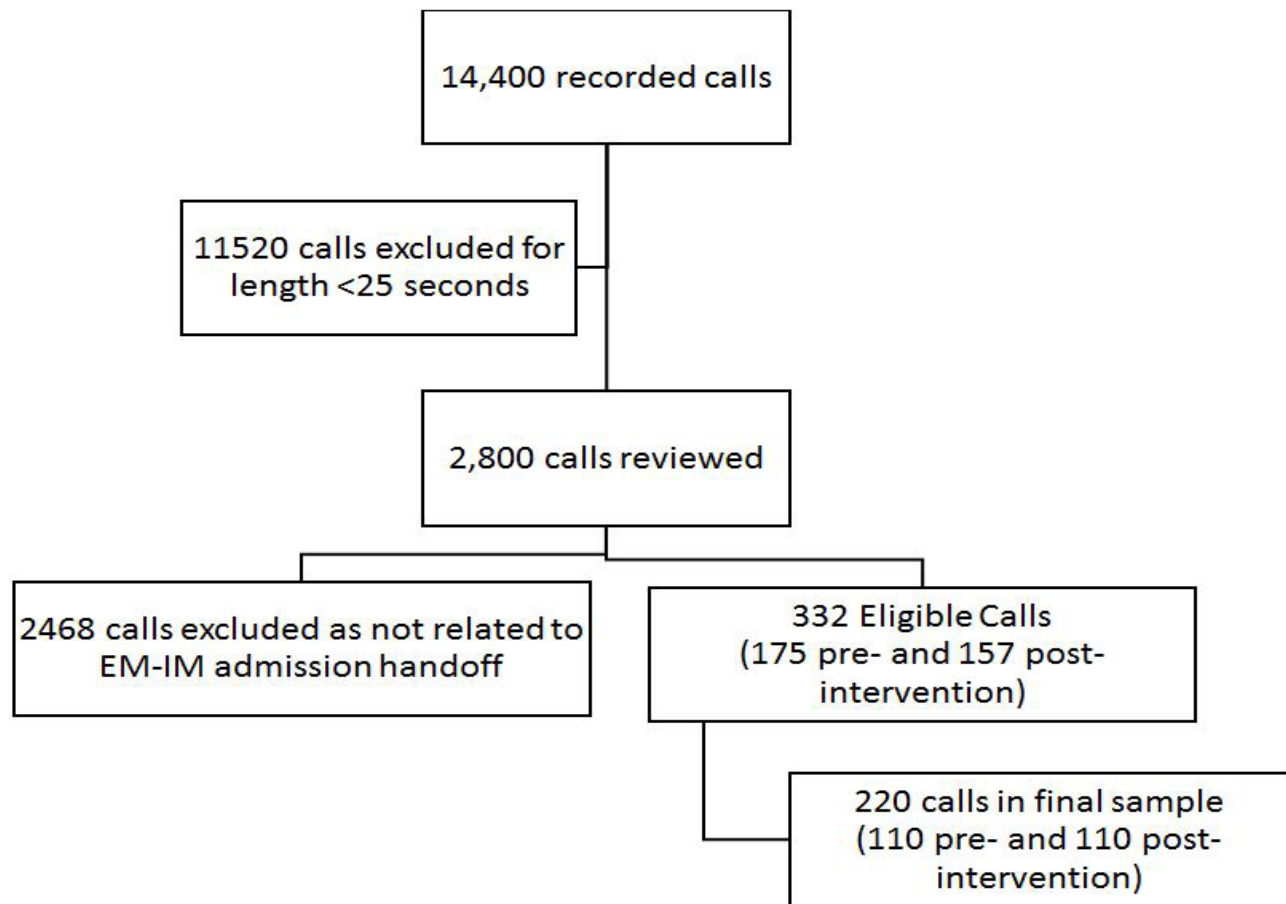 14,400 recorded calls
11520 calls excluded for
length <25 seconds
2,800 calls reviewed
2468 calls excluded as not related to
EM-IM admission handoff
332 Eligible Calls
(175 pre- and 157 post-
intervention)
220 calls in final sample
(110 pre- and 110 post-
intervention)